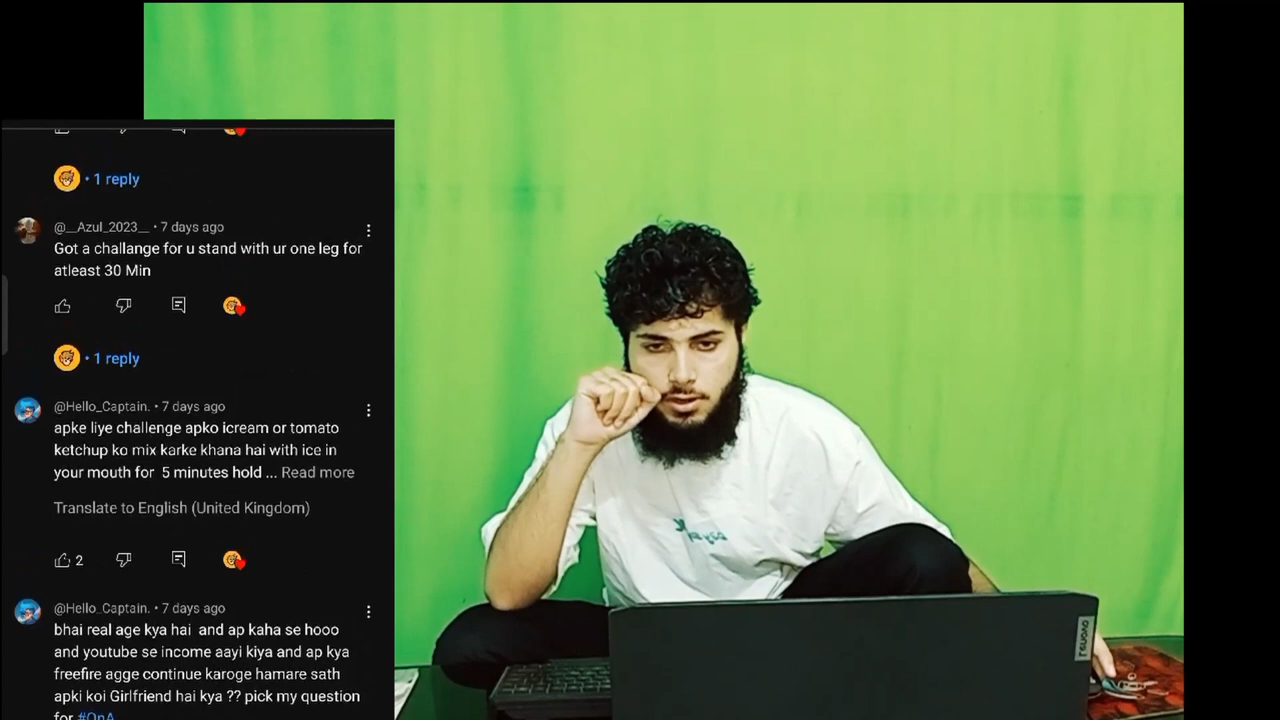 1 reply
@__Azul_2023__ • 7 days ago
Got a challange for u stand with ur one leg for
atleast 30 Min
1 reply
@Hello_Captain. • 7 days ago
apke liye challenge apko icream or tomato
ketchup ko mix karke khana hai with ice in
your mouth for 5 minutes hold ... Read more
Translate to English (United Kingdom)
2
@Hello_Captain. • 7 days ago
bhai real age kya hai and ap kaha se hooo
and youtube se income aayi kiya and ap kya
freefire agge continue karoge hamare sath
apki koi Girlfriend hai kya ?? pick my question
for #QnA
Lenovo